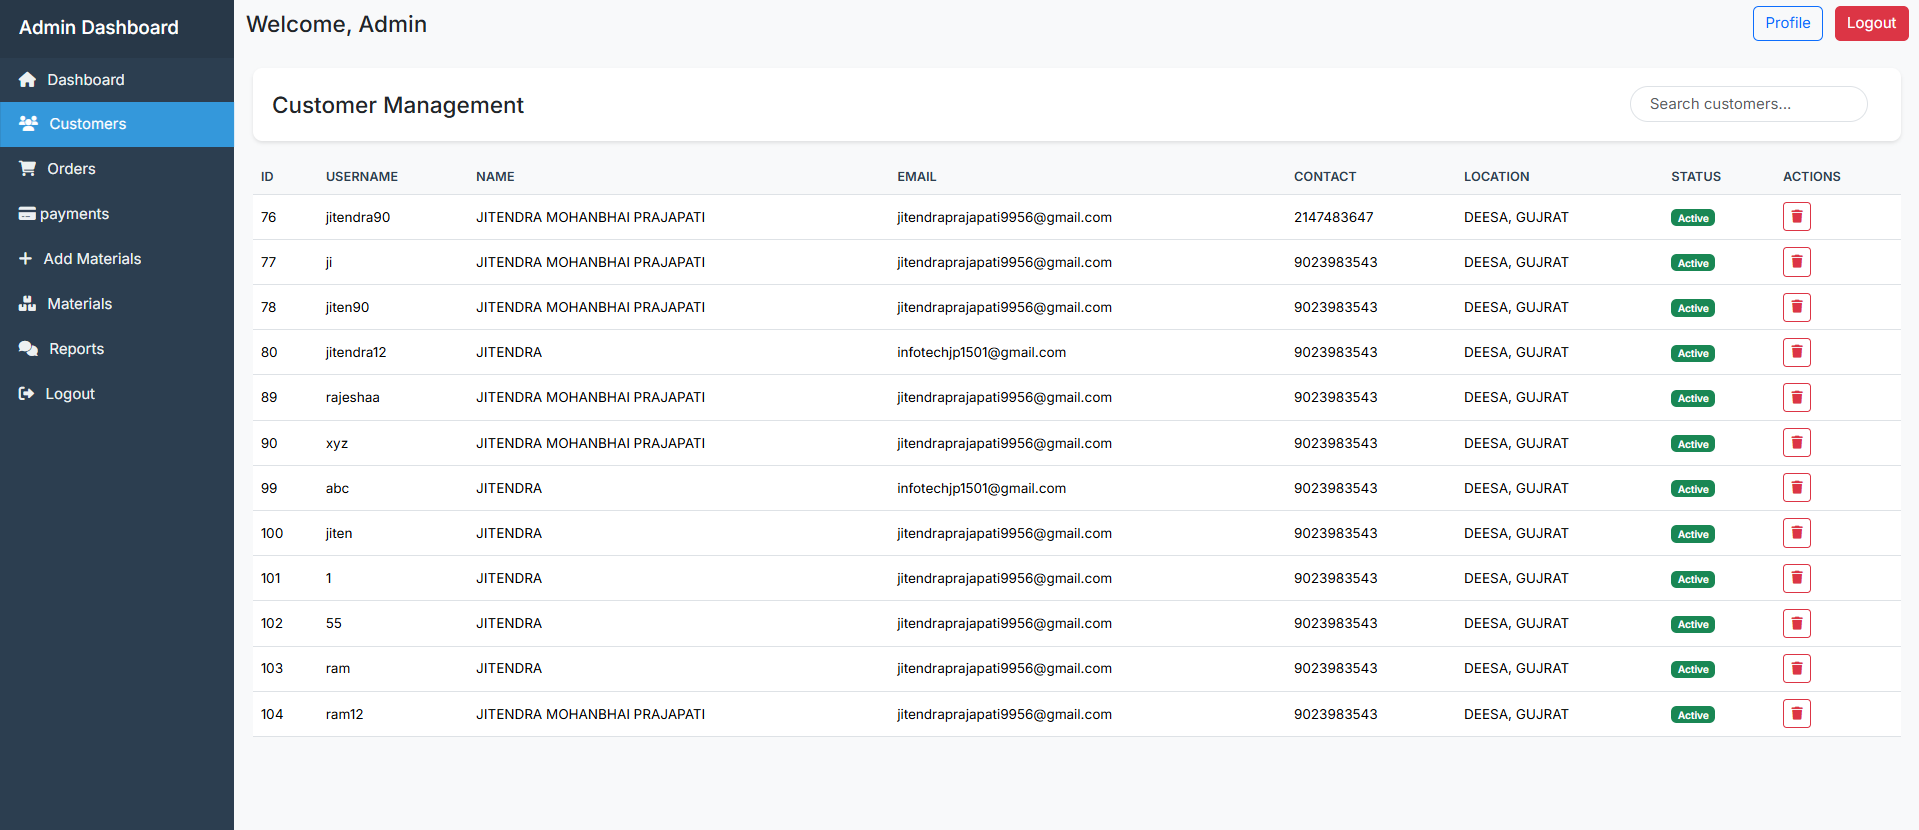 Admin Dashboard
Dashboard
Customers
Orders
payments
Add Materials
Materials
Reports
Logout
Welcome, Admin
Profile
Logout
Customer Management
Search customers...
ID USERNAME NAME EMAIL CONTACT LOCATION STATUS ACTIONS
76 jitendra90 JITENDRA MOHANBHAI PRAJAPATI jitendraprajapati9956@gmail.com 2147483647 DEESA, GUJRAT Active
77 ji JITENDRA MOHANBHAI PRAJAPATI jitendraprajapati9956@gmail.com 9023983543 DEESA, GUJRAT Active
78 jiten90 JITENDRA MOHANBHAI PRAJAPATI jitendraprajapati9956@gmail.com 9023983543 DEESA, GUJRAT Active
80 jitendra12 JITENDRA infotechjp1501@gmail.com 9023983543 DEESA, GUJRAT Active
89 rajeshaa JITENDRA MOHANBHAI PRAJAPATI jitendraprajapati9956@gmail.com 9023983543 DEESA, GUJRAT Active
90 xyz JITENDRA MOHANBHAI PRAJAPATI jitendraprajapati9956@gmail.com 9023983543 DEESA, GUJRAT Active
99 abc JITENDRA infotechjp1501@gmail.com 9023983543 DEESA, GUJRAT Active
100 jiten JITENDRA jitendraprajapati9956@gmail.com 9023983543 DEESA, GUJRAT Active
101 1 JITENDRA jitendraprajapati9956@gmail.com 9023983543 DEESA, GUJRAT Active
102 55 JITENDRA jitendraprajapati9956@gmail.com 9023983543 DEESA, GUJRAT Active
103 ram JITENDRA jitendraprajapati9956@gmail.com 9023983543 DEESA, GUJRAT Active
104 ram12 JITENDRA MOHANBHAI PRAJAPATI jitendraprajapati9956@gmail.com 9023983543 DEESA, GUJRAT Active